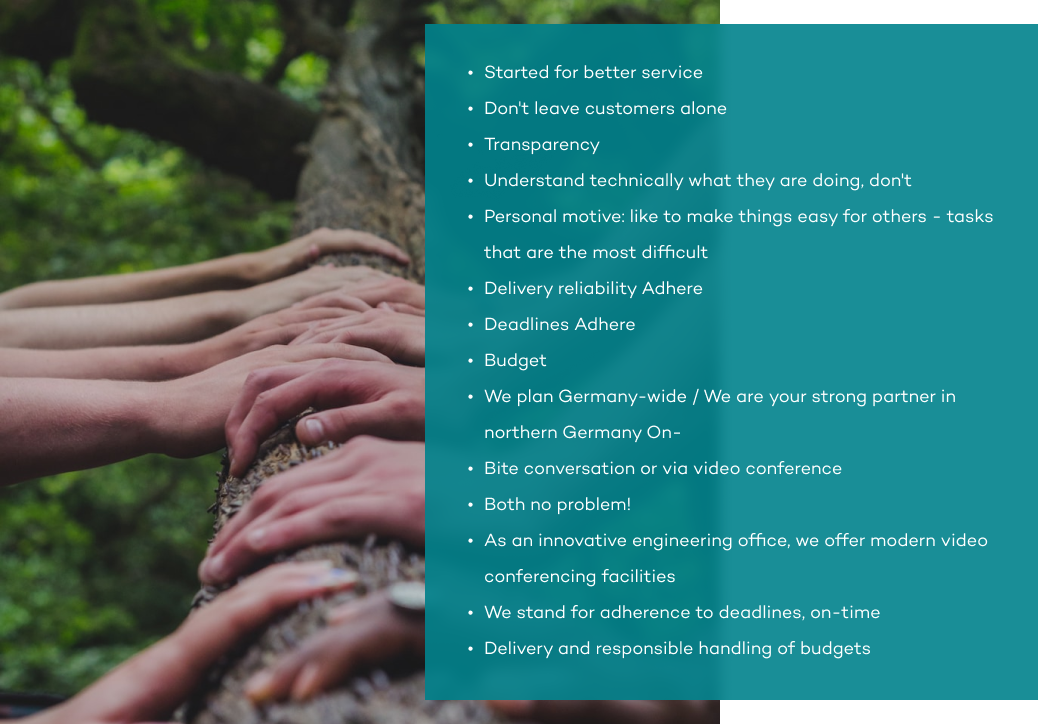 • Started for better service
• Don't leave customers alone
• Transparency
• Understand technically what they are doing, don't
• Personal motive: like to make things easy for others - tasks
that are the most difficult
• Delivery reliability Adhere
• Deadlines Adhere
• Budget
• We plan Germany-wide / We are your strong partner in
northern Germany On-
• Bite conversation or via video conference
• Both no problem!
• As an innovative engineering office, we offer modern video
conferencing facilities
• We stand for adherence to deadlines, on-time
• Delivery and responsible handling of budgets